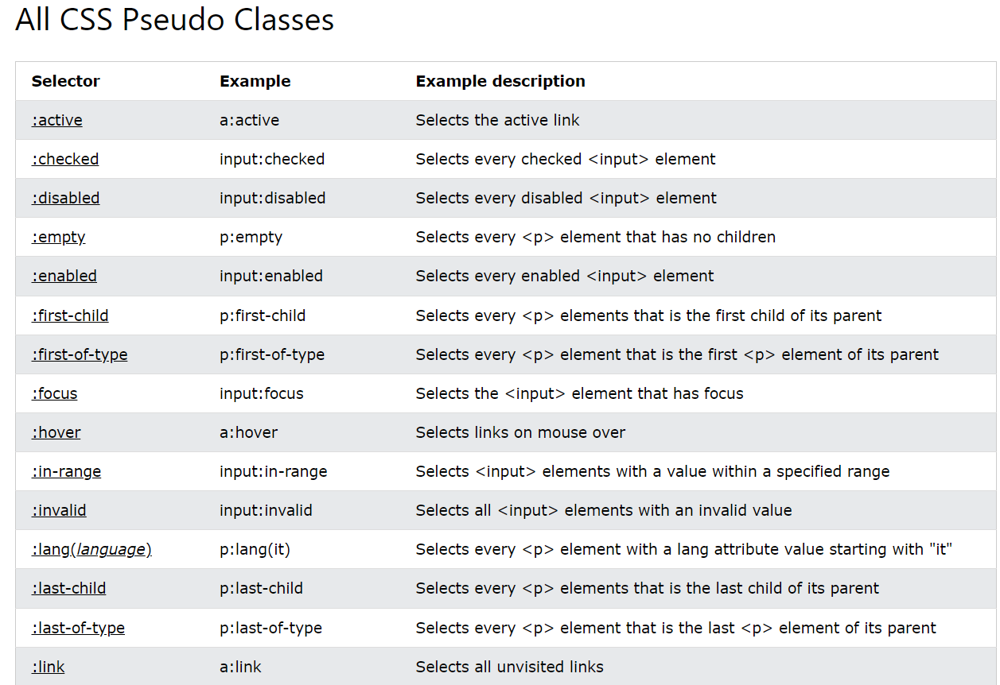 All CSS Pseudo Classes
Selector Example Example description
:active a:active Selects the active link
:checked input:checked Selects every checked <input> element
:disabled input:disabled Selects every disabled <input> element
:empty p:empty Selects every <p> element that has no children
:enabled input:enabled Selects every enabled <input> element
:first-child p:first-child Selects every <p> elements that is the first child of its parent
:first-of-type p:first-of-type Selects every <p> element that is the first <p> element of its parent
:focus input:focus Selects the <input> element that has focus
:hover a:hover Selects links on mouse over
:in-range input:in-range Selects <input> elements with a value within a specified range
:invalid input:invalid Selects all <input> elements with an invalid value
:lang(language) p:lang(it) Selects every <p> element with a lang attribute value starting with "it"
:last-child p:last-child Selects every <p> elements that is the last child of its parent
:last-of-type p:last-of-type Selects every <p> element that is the last <p> element of its parent
:link a:link Selects all unvisited links